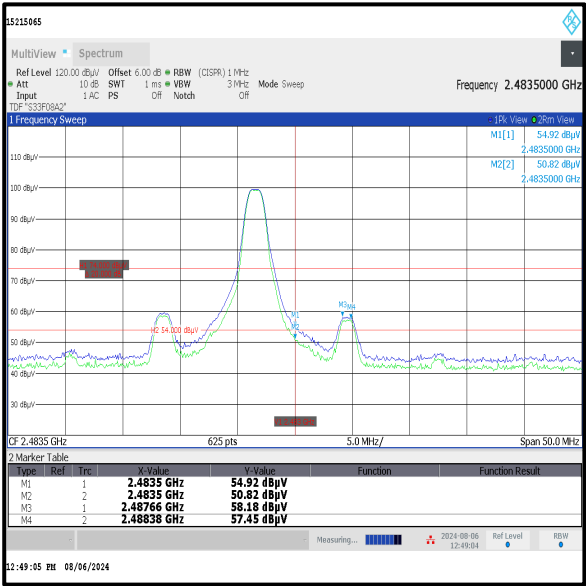 15215065
MultiView Spectrum
Ref Level 120.00 dBµV Offset 6.00 dB RBW (CISPR) 1 MHz
Att 10 dB SWT 1 ms VBW 3 MHz Mode Sweep Frequency 2.4835000 GHz
Input 1 AC PS Off Notch Off
TDF "S33F08A2"
1 Frequency Sweep 1Pk View 2Rm View
M1[1] 54.92 dBµV
2.4835000 GHz
M2[2] 50.82 dBµV
2.4835000 GHz
110 dBµV
100 dBµV
90 dBµV
80 dBµV
70 dBµV
60 dBµV
M3 M4
M1
M2
H2 54.000 dBµV
50 dBµV
40 dBµV
30 dBµV
CF 2.4835 GHz 625 pts 5.0 MHz/ Span 50.0 MHz
2 Marker Table
Type Ref Trc X-Value Y-Value Function Function Result
M1 1 2.4835 GHz 54.92 dBµV
M2 2 2.4835 GHz 50.82 dBµV
M3 1 2.48766 GHz 58.18 dBµV
M4 2 2.48838 GHz 57.45 dBµV
Measuring... 2024-08-06 Ref Level RBW
12:49:04
12:49:05 PM 08/06/2024